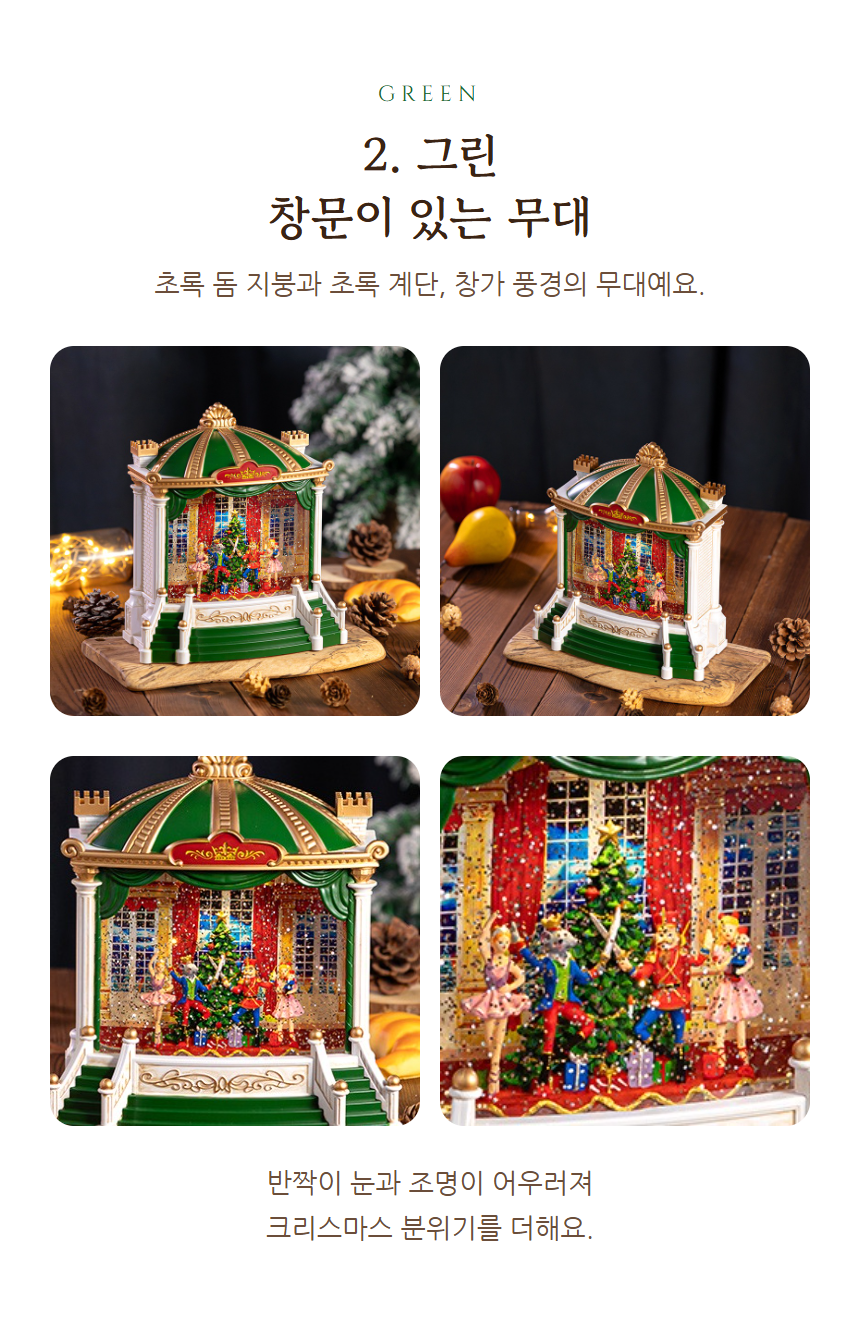 GREEN
2. 그린
창문이 있는 무대
초록 돔 지붕과 초록 계단, 창가 풍경의 무대예요.
반짝이 눈과 조명이 어우러져
크리스마스 분위기를 더해요.